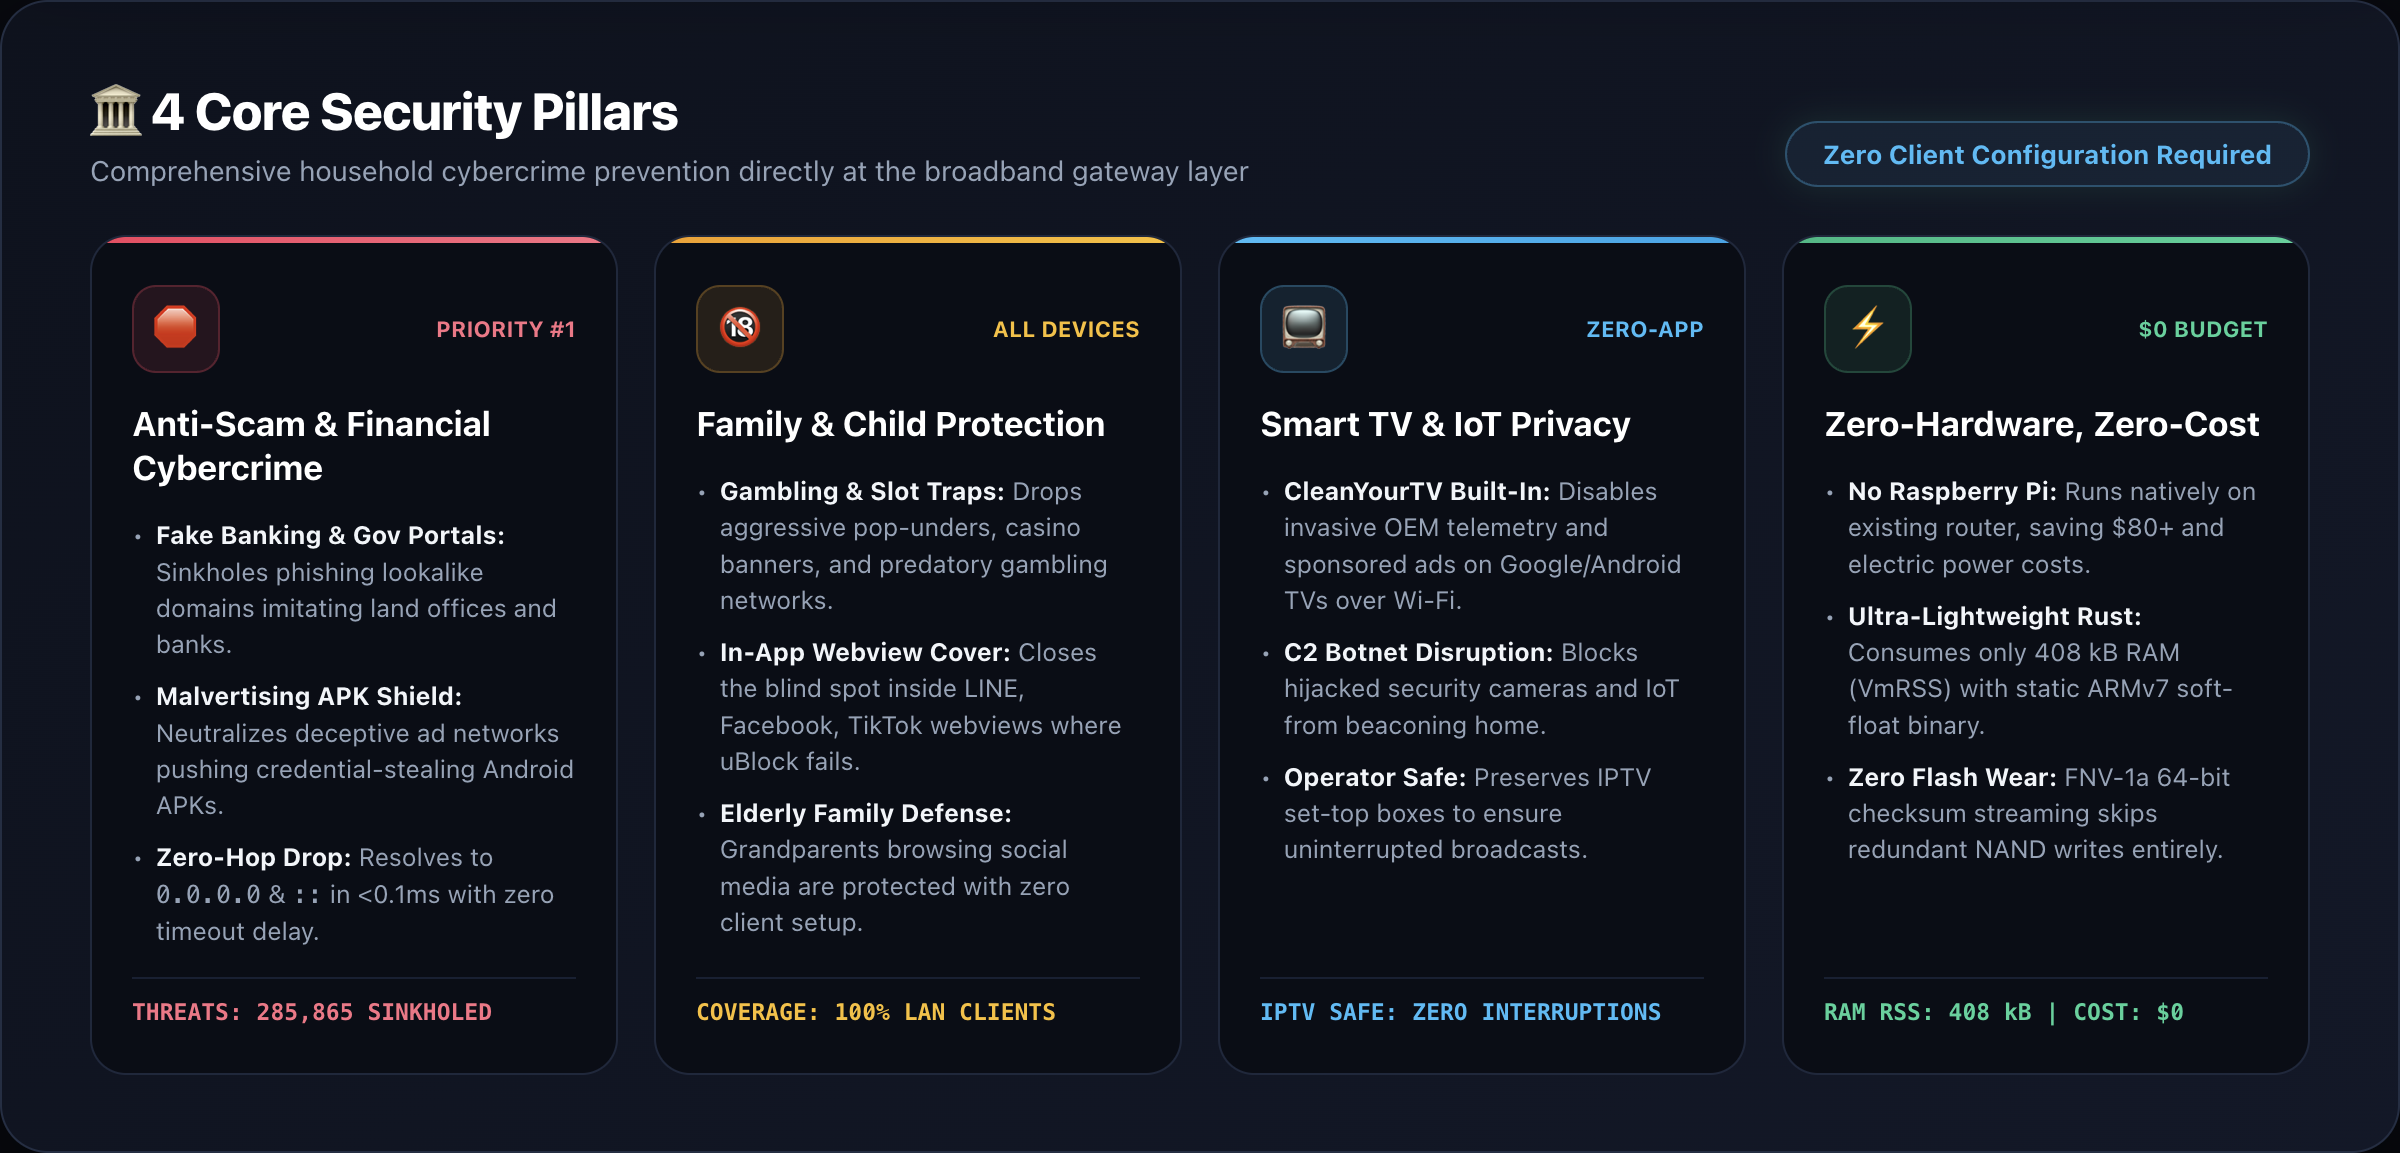 🏛️ 4 Core Security Pillars
Comprehensive household cybercrime prevention directly at the broadband gateway layer
Zero Client Configuration Required
PRIORITY #1
Anti-Scam & Financial
Cybercrime
• Fake Banking & Gov Portals:
Sinkholes phishing lookalike
domains imitating land offices and
banks.
• Malvertising APK Shield:
Neutralizes deceptive ad networks
pushing credential-stealing Android
APKs.
• Zero-Hop Drop: Resolves to
0.0.0.0 & :: in <0.1ms with zero
timeout delay.
THREATS: 285,865 SINKHOLED
🔞
ALL DEVICES
Family & Child Protection
• Gambling & Slot Traps: Drops
aggressive pop-unders, casino
banners, and predatory gambling
networks.
• In-App Webview Cover: Closes
the blind spot inside LINE,
Facebook, TikTok webviews where
uBlock fails.
• Elderly Family Defense:
Grandparents browsing social
media are protected with zero
client setup.
COVERAGE: 100% LAN CLIENTS
ZERO-APP
Smart TV & IoT Privacy
• CleanYourTV Built-In: Disables
invasive OEM telemetry and
sponsored ads on Google/Android
TVs over Wi-Fi.
• C2 Botnet Disruption: Blocks
hijacked security cameras and IoT
from beaconing home.
• Operator Safe: Preserves IPTV
set-top boxes to ensure
uninterrupted broadcasts.
IPTV SAFE: ZERO INTERRUPTIONS
$0 BUDGET
Zero-Hardware, Zero-Cost
• No Raspberry Pi: Runs natively on
existing router, saving $80+ and
electric power costs.
• Ultra-Lightweight Rust:
Consumes only 408 kB RAM
(VmRSS) with static ARMv7 soft-
float binary.
• Zero Flash Wear: FNV-1a 64-bit
checksum streaming skips
redundant NAND writes entirely.
RAM RSS: 408 kB | COST: $0